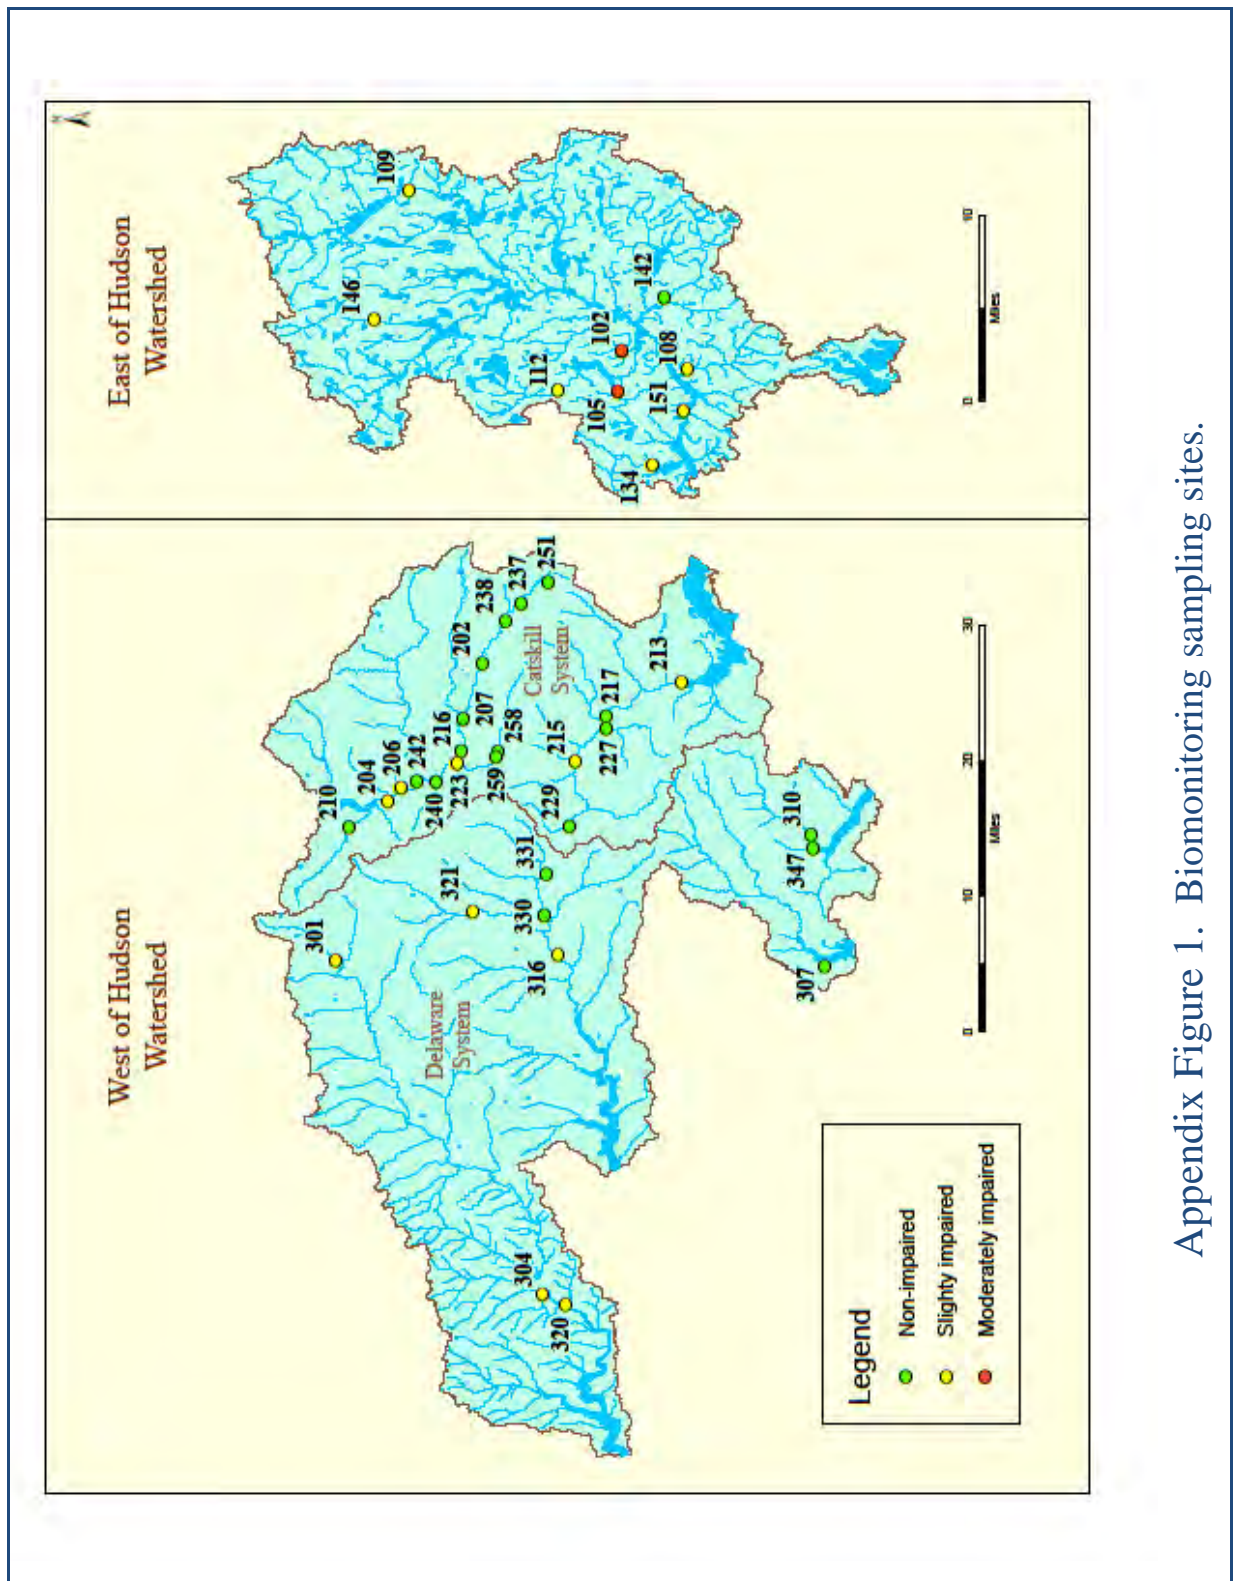 West of Hudson
Watershed
East of Hudson
Watershed
N
301
210
204
206
242
240
223
216
207
202
238
237
251
259
258
215
229
227
217
213
Catskill
System
321
331
330
316
Delaware
System
304
320
310
347
307
109
146
112
105
102
142
108
151
134
0
10
20
30
Miles
0
10
Miles
Legend
Non-impaired
Slighty impaired
Moderately impaired
Appendix Figure 1. Biomonitoring sampling sites.